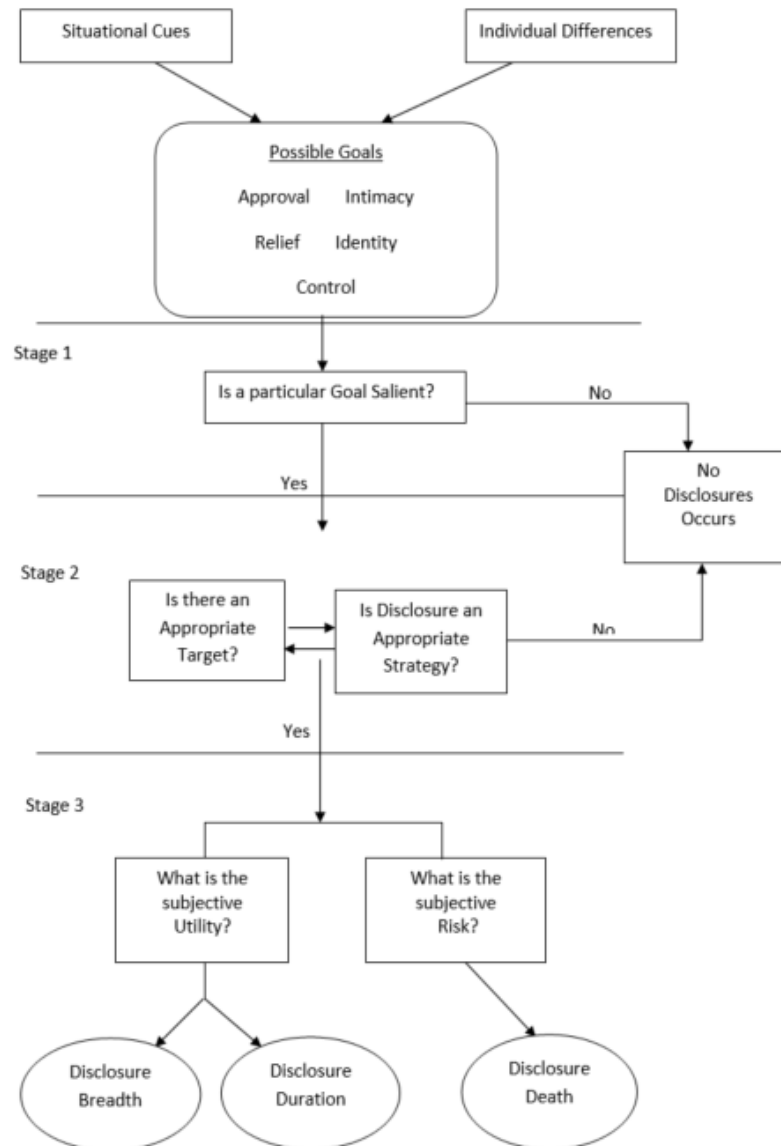 Situational Cues
Individual Differences
Possible Goals
Approval Intimacy
Relief Identity
Control
Stage 1
Is a particular Goal Salient?
No
No
Disclosures
Occurs
Yes
Stage 2
Is there an
Appropriate
Target?
Is Disclosure an
Appropriate
Strategy?
No
Yes
Stage 3
What is the
subjective
Utility?
What is the
subjective
Risk?
Disclosure
Breadth
Disclosure
Duration
Disclosure
Death